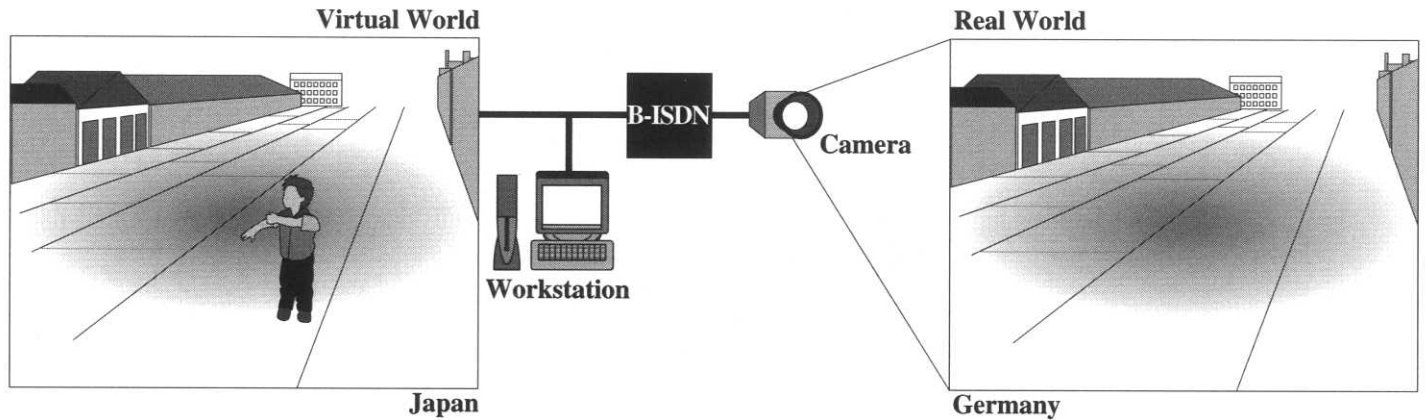 Virtual World
Real World
B-ISDN
Camera
Workstation
Japan
Germany